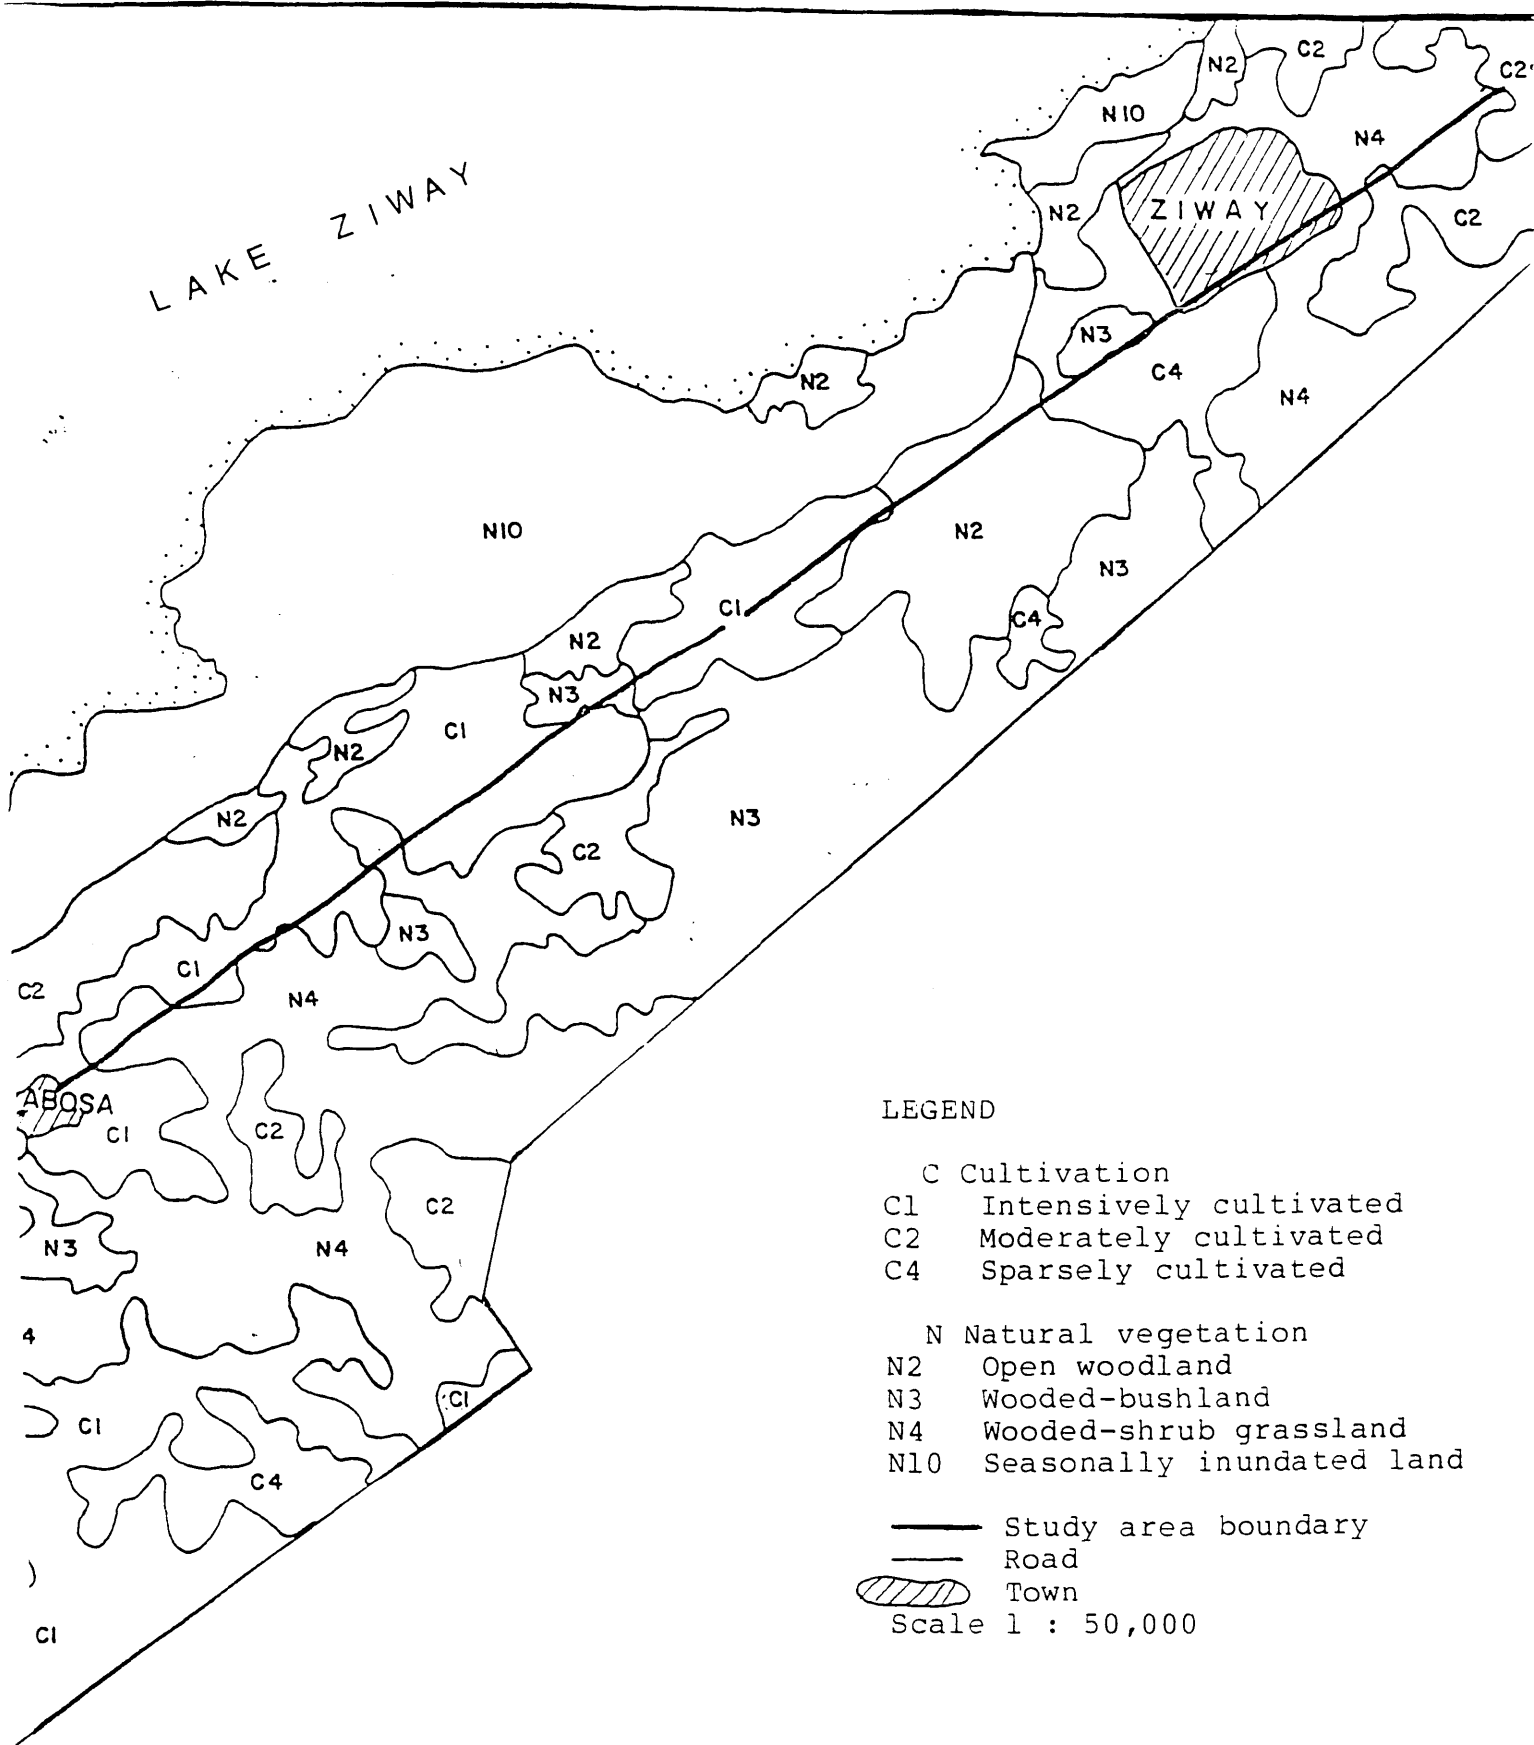 C2
N2
C2
N10
N4
LAKE ZIWAY
N2
ZIWAY
C2
N3
C4
N2
N4
N10
N2
N3
C1
C4
N2
N3
C1
N2
N3
N2
C2
N3
C1
C2
N4
ABOSA
C1
C2
C2
N3
N4
4
C1
C1
C4
C1
LEGEND
C Cultivation
C1 Intensively cultivated
C2 Moderately cultivated
C4 Sparsely cultivated
N Natural vegetation
N2 Open woodland
N3 Wooded-bushland
N4 Wooded-shrub grassland
N10 Seasonally inundated land
Study area boundary
Road
Town
Scale 1 : 50,000